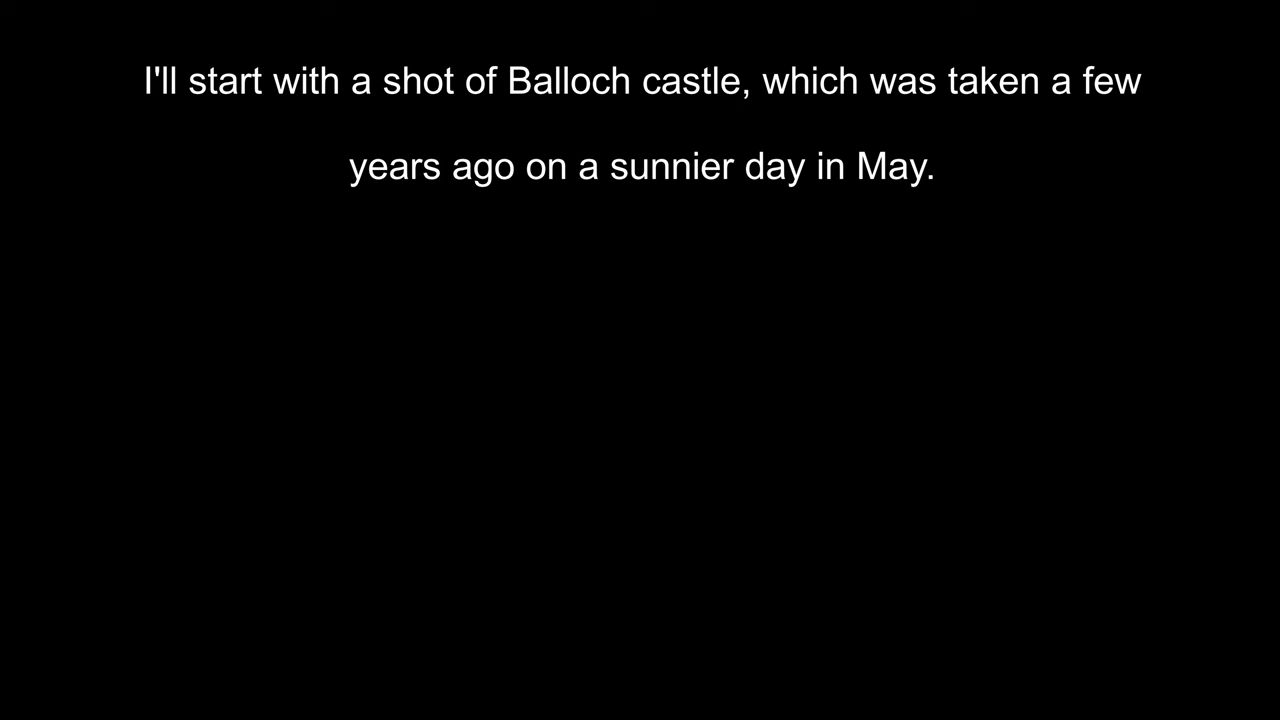 I'll start with a shot of Balloch castle, which was taken a few
years ago on a sunnier day in May.